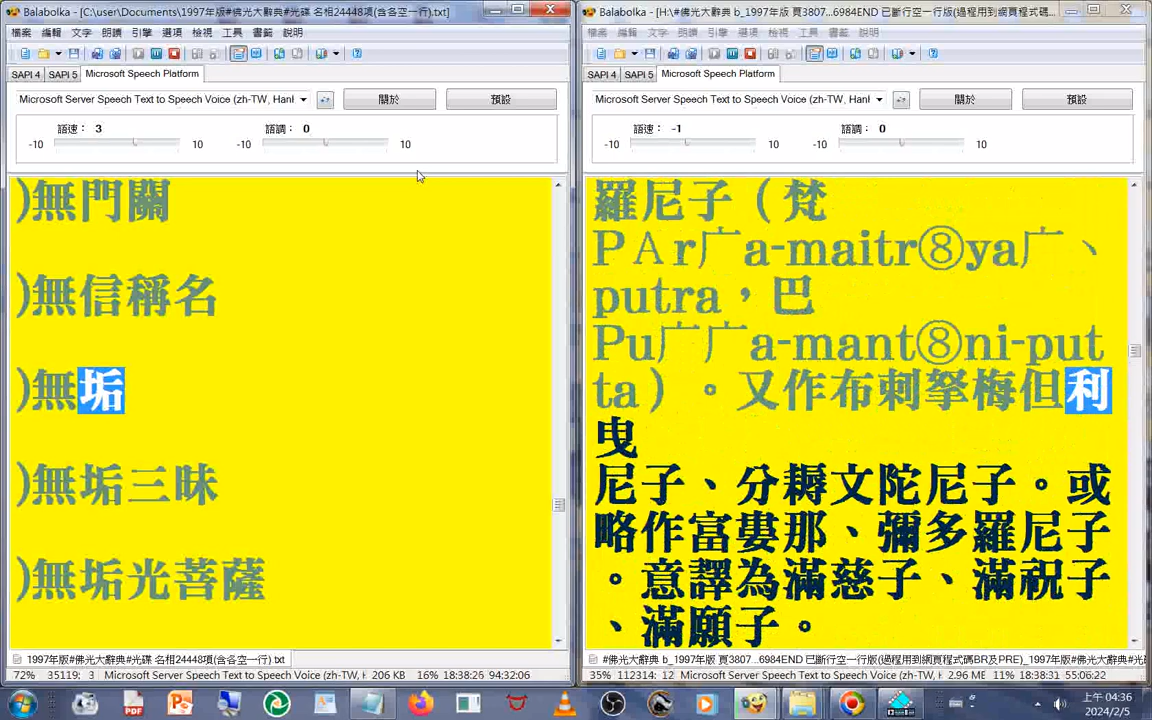 Balabolka - [C:\user\Documents\1997年版#佛光大辭典#光碟 名相24448項(含各空一行).txt]
檔案 編輯 文字 朗讀 引擎 選項 檢視 工具 書籤 說明
SAPI 4 SAPI 5 Microsoft Speech Platform
Microsoft Server Speech Text to Speech Voice (zh-TW, Hanl
關於
預設
語速： 3
語調： 0
-10 10 -10 10
)無門關
)無信稱名
)無垢
)無垢三昧
)無垢光菩薩
1997年版#佛光大辭典#光碟 名相24448項(含各空一行).txt
72% 35119: 3 Microsoft Server Speech Text to Speech Voice (zh-TW, H 206 KB 16% 18:38:26 94:32:06
Balabolka - [H:\#佛光大辭典 b_1997年版 頁3807...6984END 已斷行空一行版(過程用到網頁程式碼...
檔案 編輯 文字 朗讀 引擎 選項 檢視 工具 書籤 說明
SAPI 4 SAPI 5 Microsoft Speech Platform
Microsoft Server Speech Text to Speech Voice (zh-TW, Hanl
關於
預設
語速： -1
語調： 0
-10 10 -10 10
羅尼子（梵
PＡr广a-maitr⑧ya广、
putra，巴
Pu广广a-mant⑧ni-put
ta）。又作布刺拏梅但利
曳
尼子、分耨文陀尼子。或
略作富婁那、彌多羅尼子
。意譯為滿慈子、滿祝子
、滿願子。
#佛光大辭典 b_1997年版 頁3807...6984END 已斷行空一行版(過程用到網頁程式碼BR及PRE)_1997年版#光
35% 112314: 12 Microsoft Server Speech Text to Speech Voice (zh-TW, H 2.96 ME 11% 18:38:31 55:06:22
上午 04:36
2024/2/5